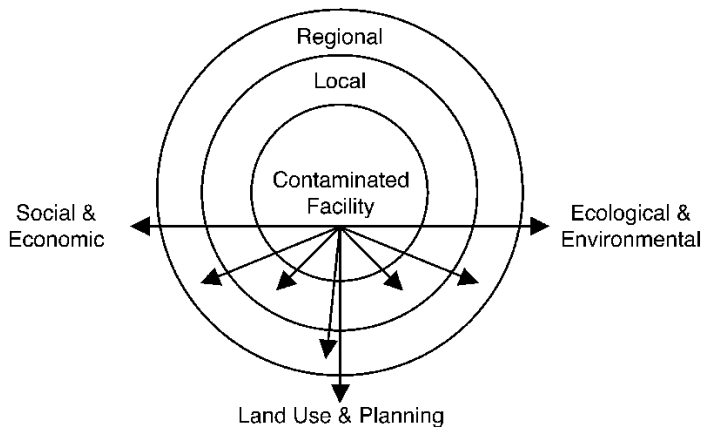 Regional
Local
Contaminated
Facility
Social &
Economic
Ecological &
Environmental
Land Use & Planning